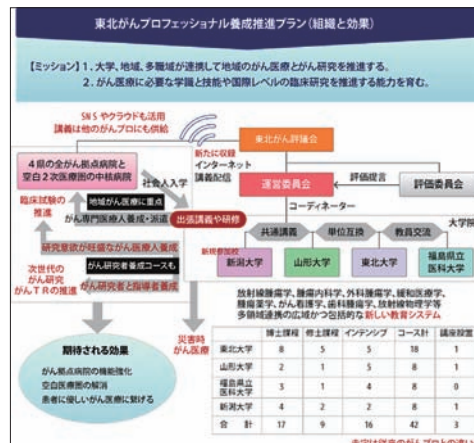 東北がんプロフェッショナル養成推進プラン(組織と効果)
【ミッション】1．大学、地域、多職域が連携して地域のがん医療とがん研究を推進する。
2．がん医療に必要な学識と技能や国際レベルの臨床研究を推進する能力を育む。
SNSやクラウドも活用
講義は他のがんプロにも供給
東北がん評議会
4県の全がん拠点病院と
空白2次医療圏の中核病院
新たに収録
インターネット
講義配信
運営委員会
評価提言
評価委員会
社会人入学
コーディネーター
臨床試験の
推進
地域がん医療に重点
がん専門医療人養成・派遣
出張講義や研修
大学院
共通講義
単位互換
教員交流
研究意欲が旺盛ながん医療人養成
新規参加校
新潟大学
山形大学
東北大学
福島県立
医科大学
次世代の
がん研究
がんTRの推進
がん研究者養成コースも
がん研究者と指導者養成
放射線腫瘍学、腫瘍内科学、外科腫瘍学、緩和医療学、
腫瘍薬学、がん看護学、歯科腫瘍学、放射線物理学等
多領域連携の広域かつ包括的な新しい教育システム
災害時
がん医療
期待される効果
がん拠点病院の機能強化
空白医療圏の解消
患者に優しいがん医療に繋げる
博士課程 修士課程 インテンシブ コース計 講座設置
東北大学 8 5 5 18 1
山形大学 2 1 5 8 1
福島県立医科大学 3 1 4 8 0
新潟大学 4 2 2 8 1
合　計 17 9 16 42 3
赤字は従来のがんプロとの違い